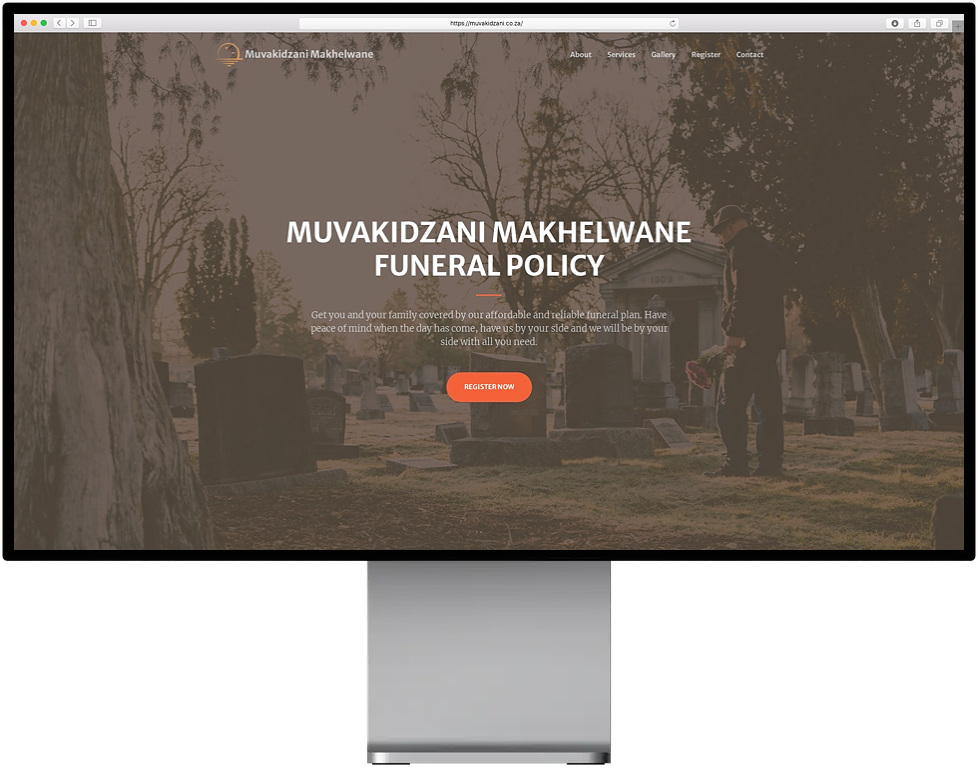 https://muvakidzani.co.za/
Muvakidzani Makhelwane
About Services Gallery Register Contact
MUVAKIDZANI MAKHELWANE
FUNERAL POLICY
1909
Get you and your family covered by our affordable and reliable funeral plan. Have
peace of mind when the day has come, have us by your side and we will be by your
side with all you need.
REGISTER NOW